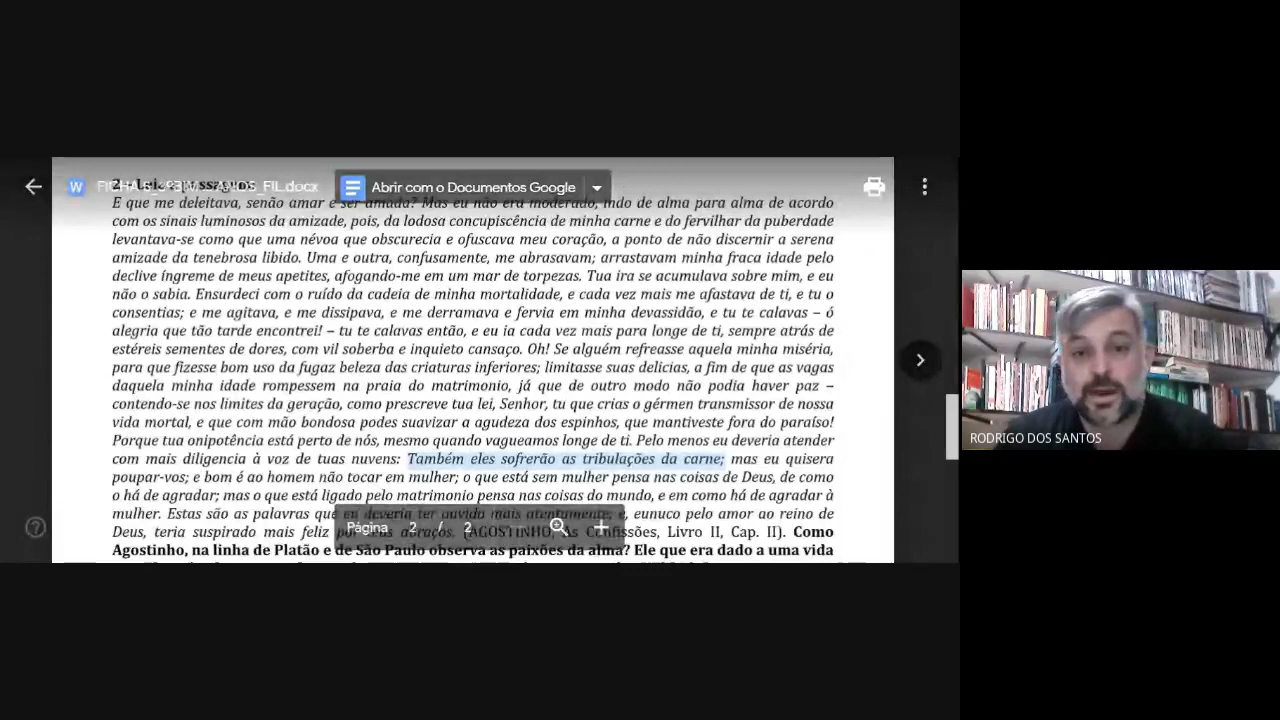 FICHA
FIL.docx
Abrir com o Documentos Google
E que me deleitava, senão amar e ser amada? Mas eu não era moderado, indo de alma para alma de acordo
com os sinais luminosos da amizade, pois, da lodosa concupiscência de minha carne e do fervilhar da puberdade
levantava-se como que uma névoa que obscurecia e ofuscava meu coração, a ponto de não discernir a serena
amizade da tenebrosa libido. Uma e outra, confusamente, me abrasavam; arrastavam minha fraca idade pelo
declive íngreme de meus apetites, afogando-me em um mar de torpezas. Tua ira se acumulava sobre mim, e eu
não o sabia. Ensurdeci com o ruído da cadeia de minha mortalidade, e cada vez mais me afastava de ti, e tu o
consentias; e me agitava, e me dissipava, e me derramava e fervia em minha devassidão, e tu te calavas – ó
alegria que tão tarde encontrei! – tu te calavas então, e eu ia cada vez mais para longe de ti, sempre atrás de
estéreis sementes de dores, com vil soberba e inquieto cansaço. Oh! Se alguém refreasse aquela minha miséria,
para que fizesse bom uso da fugaz beleza das criaturas inferiores; limitasse suas delicias, a fim de que as vagas
daquela minha idade rompessem na praia do matrimonio, já que de outro modo não podia haver paz –
contendo-se nos limites da geração, como prescreve tua lei, Senhor, tu que crias o gérmen transmissor de nossa
vida mortal, e que com mão bondosa podes suavizar a agudeza dos espinhos, que mantiveste fora do paraíso!
Porque tua onipotência está perto de nós, mesmo quando vagueamos longe de ti. Pelo menos eu deveria atender
com mais diligencia à voz de tuas nuvens: Também eles sofrerão as tribulações da carne; mas eu quisera
poupar-vos; e bom é ao homem não tocar em mulher; o que está sem mulher pensa nas coisas de Deus, de como
o há de agradar; mas o que está ligado pelo matrimonio pensa nas coisas do mundo, e em como há de agradar à
mulher. Estas são as palavras que eu deveria ter ouvido mais atentamente; e, eunuco pelo amor ao reino de
Deus, teria suspirado mais feliz por teus abraços. (AGOSTINHO, As Confissões, Livro II, Cap. II). Como
Agostinho, na linha de Platão e de São Paulo observa as paixões da alma? Ele que era dado a uma vida
Página 2 / 2
RODRIGO DOS SANTOS